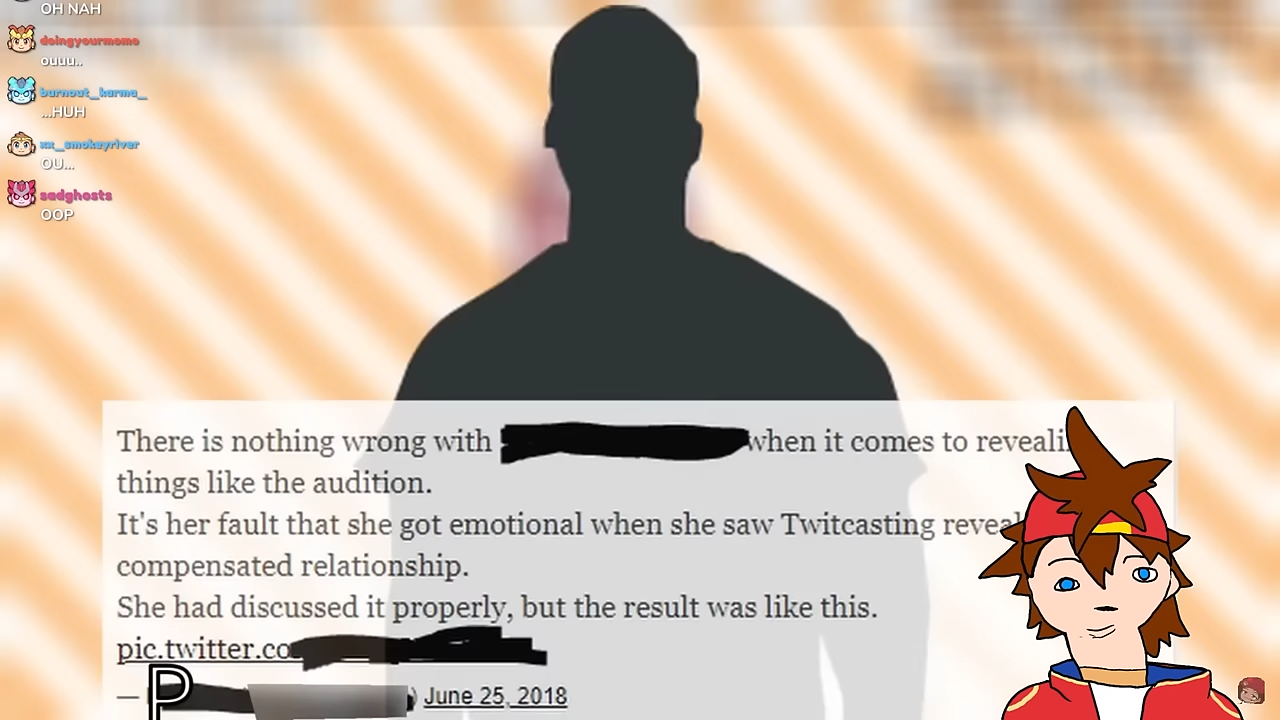 OH NAH
doingyourmomo
ouuu..
burnout_karma_
...HUH
xx_smokeyriver
OU...
sadghosts
OOP
There is nothing wrong with when it comes to
things like the audition.
It's her fault that she got emotional when she saw Twitcasting
compensated relationship.
She had discussed it properly, but the result was like this.
pic.twitter.co
— ) June 25, 2018
P